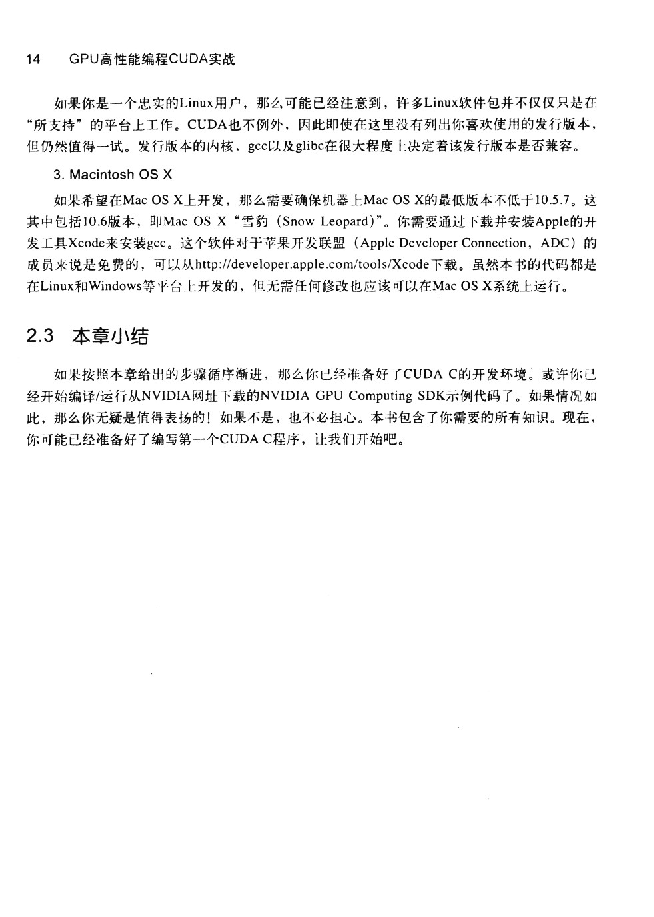 14 GPU高性能编程CUDA实战
如果你是一个忠实的Linux用户，那么可能已经注意到，许多Linux软件包并不仅仅只是在
“所支持”的平台上工作。CUDA也不例外，因此即使在这里没有列出你喜欢使用的发行版本，
但仍然值得一试。发行版本的内核、gcc以及glibc在很大程度上决定着该发行版本是否兼容。
3. Macintosh OS X
如果希望在Mac OS X上开发，那么需要确保机器上Mac OS X的最低版本不低于10.5.7。这
其中包括10.6版本，即Mac OS X“雪豹（Snow Leopard）”。你需要通过下载并安装Apple的开
发工具Xcode来安装gcc。这个软件对于苹果开发联盟（Apple Developer Connection，ADC）的
成员来说是免费的，可以从http://developer.apple.com/tools/Xcode下载。虽然本书的代码都是
在Linux和Windows等平台上开发的，但无需任何修改也应该可以在Mac OS X系统上运行。
2.3 本章小结
如果按照本章给出的步骤循序渐进，那么你已经准备好了CUDA C的开发环境。或许你已
经开始编译/运行从NVIDIA网址下载的NVIDIA GPU Computing SDK示例代码了。如果情况如
此，那么你无疑是值得表扬的！如果不是，也不必担心。本书包含了你需要的所有知识。现在，
你可能已经准备好了编写第一个CUDA C程序，让我们开始吧。